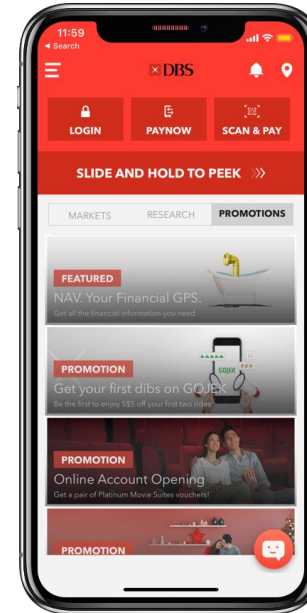 11:59
◀ Search
DBS
LOGIN
PAYNOW
SCAN & PAY
SLIDE AND HOLD TO PEEK
MARKETS
RESEARCH
PROMOTIONS
FEATURED
NAV. Your Financial GPS.
Get all the financial information you need
PROMOTION
GOJEK
Get your first dibs on GOJEK
Be the first to enjoy S$5 off your first two rides
PROMOTION
Online Account Opening
Get a pair of Platinum Movie Suites vouchers!
PROMOTION